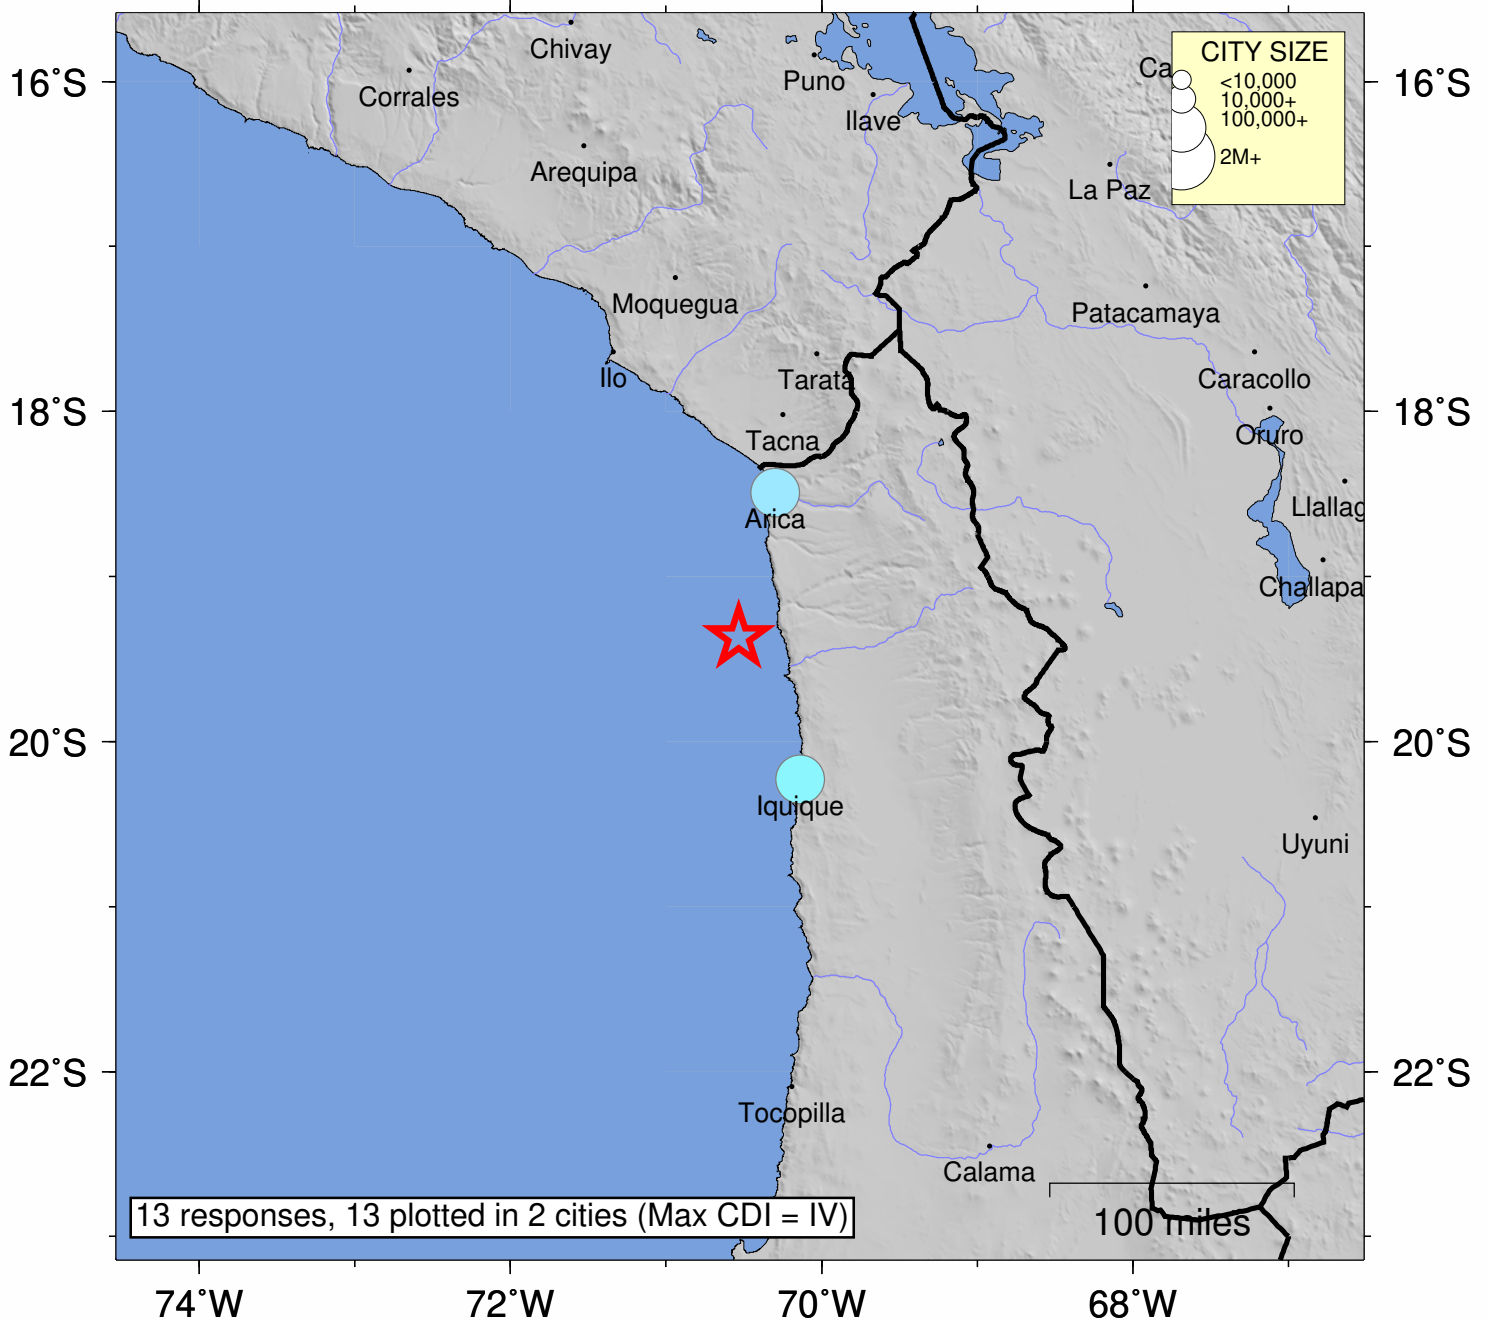 Chivay
CITY SIZE
16°S
Corrales
Puno
Ca
<10,000
16°S
10,000+
Ilave
100,000+
Arequipa
2M+
La Paz
Moquegua
Patacamaya
Ilo
Tarata
Caracollo
18°S
18°S
Tacna
Oruro
Arica
Llallag
Challapa
20°S
20°S
Iquique
Uyuni
22°S
22°S
Tocopilla
Calama
13 responses, 13 plotted in 2 cities (Max CDI = IV)
100 miles
74°W
72°W
70°W
68°W